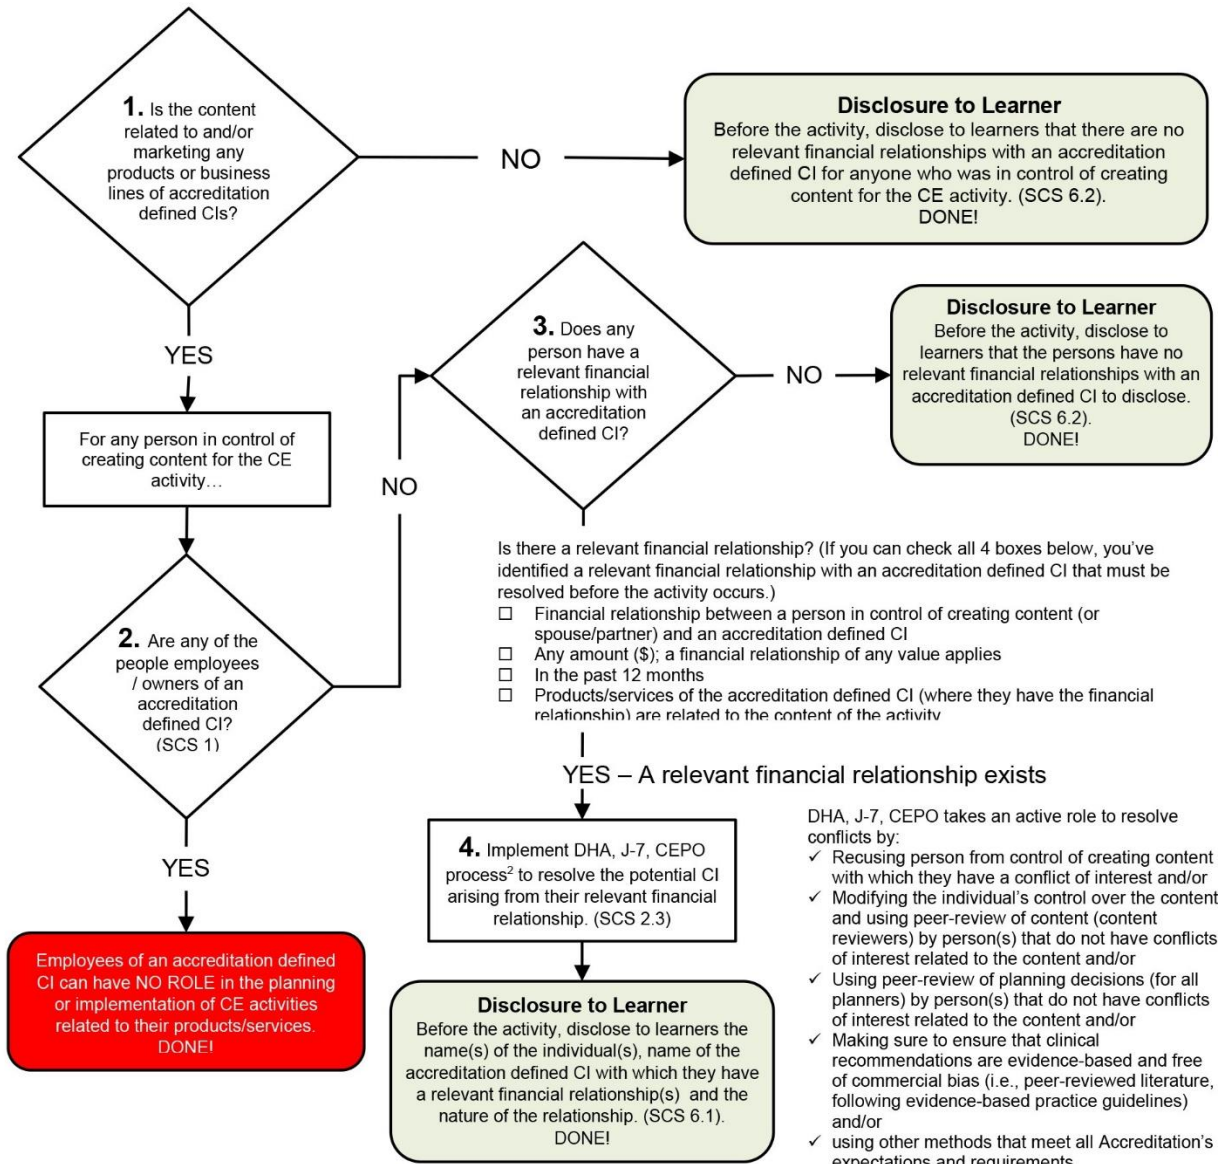 1. Is the content
related to and/or
marketing any
products or business
lines of accreditation
defined CIs?
NO
Disclosure to Learner
Before the activity, disclose to learners that there are no
relevant financial relationships with an accreditation
defined CI for anyone who was in control of creating
content for the CE activity. (SCS 6.2).
DONE!
YES
For any person in control of
creating content for the CE
activity…
2. Are any of the
people employees
/ owners of an
accreditation
defined CI?
(SCS 1)
NO
YES
Employees of an accreditation defined
CI can have NO ROLE in the planning
or implementation of CE activities
related to their products/services.
DONE!
3. Does any
person have a
relevant financial
relationship with
an accreditation
defined CI?
NO
Disclosure to Learner
Before the activity, disclose to
learners that the persons have no
relevant financial relationships with an
accreditation defined CI to disclose.
(SCS 6.2).
DONE!
Is there a relevant financial relationship? (If you can check all 4 boxes below, you’ve
identified a relevant financial relationship with an accreditation defined CI that must be
resolved before the activity occurs.)
☐ Financial relationship between a person in control of creating content (or
spouse/partner) and an accreditation defined CI
☐ Any amount ($); a financial relationship of any value applies
☐ In the past 12 months
☐ Products/services of the accreditation defined CI (where they have the financial
relationship) are related to the content of the activity
YES – A relevant financial relationship exists
4. Implement DHA, J-7, CEPO
process² to resolve the potential CI
arising from their relevant financial
relationship. (SCS 2.3)
Disclosure to Learner
Before the activity, disclose to learners the
name(s) of the individual(s), name of the
accreditation defined CI with which they have
a relevant financial relationship(s) and the
nature of the relationship. (SCS 6.1).
DONE!
DHA, J-7, CEPO takes an active role to resolve
conflicts by:
✓ Recusing person from control of creating content
with which they have a conflict of interest and/or
✓ Modifying the individual’s control over the content
and using peer-review of content (content
reviewers) by person(s) that do not have conflicts
of interest related to the content and/or
✓ Using peer-review of planning decisions (for all
planners) by person(s) that do not have conflicts
of interest related to the content and/or
✓ Making sure to ensure that clinical
recommendations are evidence-based and free
of commercial bias (i.e., peer-reviewed literature,
following evidence-based practice guidelines)
and/or
✓ using other methods that meet all Accreditation’s
expectations and requirements